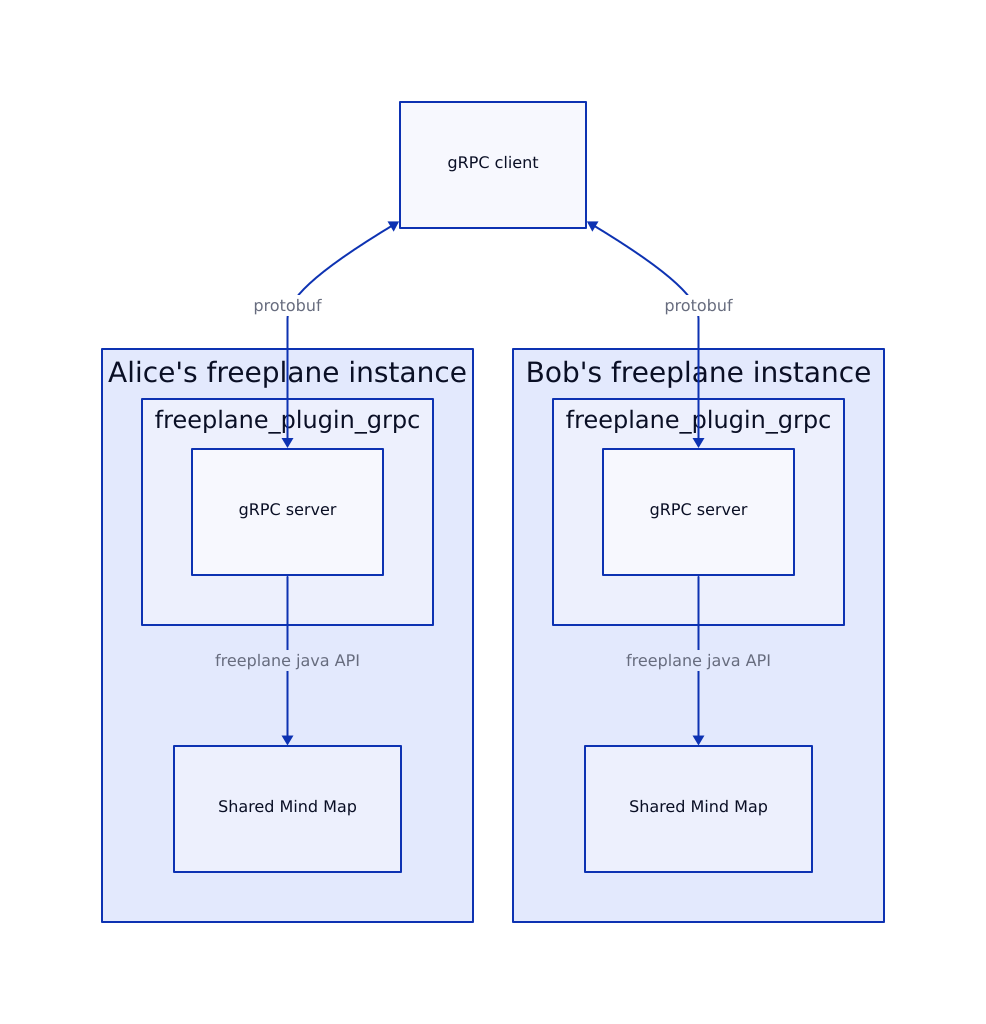 gRPC client
protobuf
protobuf
Alice's freeplane instance
freeplane_plugin_grpc
gRPC server
freeplane java API
Shared Mind Map
Bob's freeplane instance
freeplane_plugin_grpc
gRPC server
freeplane java API
Shared Mind Map